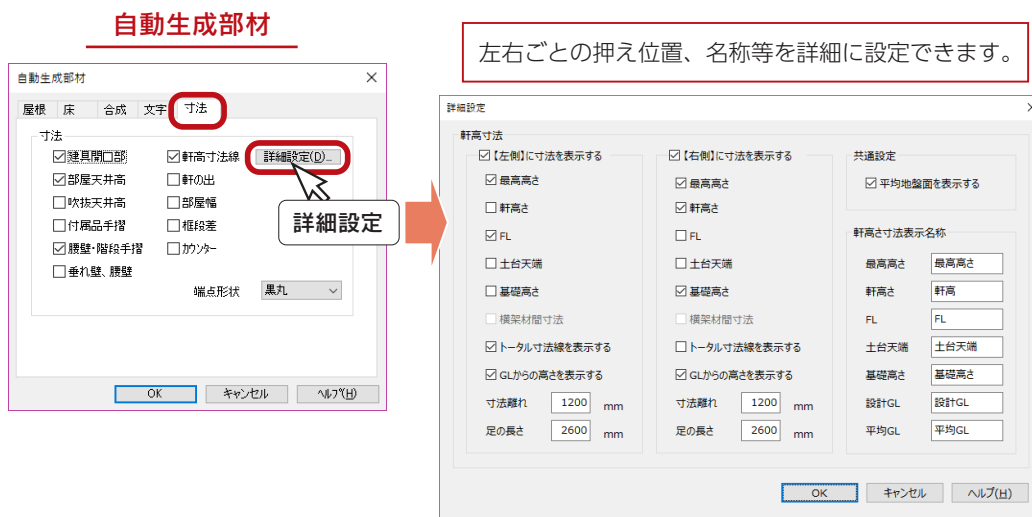 自動生成部材
左右ごとの押え位置、名称等を詳細に設定できます。
自動生成部材
屋根 床 合成 文字 寸法
寸法
建具開口部 軒高寸法線 詳細設定(D)...
部屋天井高 軒の出
吹抜天井高 部屋幅
付属品手摺 框段差
腰壁・階段手摺 カウンター
垂れ壁、腰壁
端点形状 黒丸
OK キャンセル ヘルプ(H)
詳細設定
詳細設定
軒高寸法
【左側】に寸法を表示する
最高高さ
軒高さ
FL
土台天端
基礎高さ
横架材間寸法
トータル寸法線を表示する
GLからの高さを表示する
寸法離れ 1200 mm
足の長さ 2600 mm
【右側】に寸法を表示する
最高高さ
軒高さ
FL
土台天端
基礎高さ
横架材間寸法
トータル寸法線を表示する
GLからの高さを表示する
寸法離れ 1200 mm
足の長さ 2600 mm
共通設定
平均地盤面を表示する
軒高さ寸法表示名称
最高高さ 最高高さ
軒高さ 軒高
FL FL
土台天端 土台天端
基礎高さ 基礎高さ
設計GL 設計GL
平均GL 平均GL
OK キャンセル ヘルプ(H)